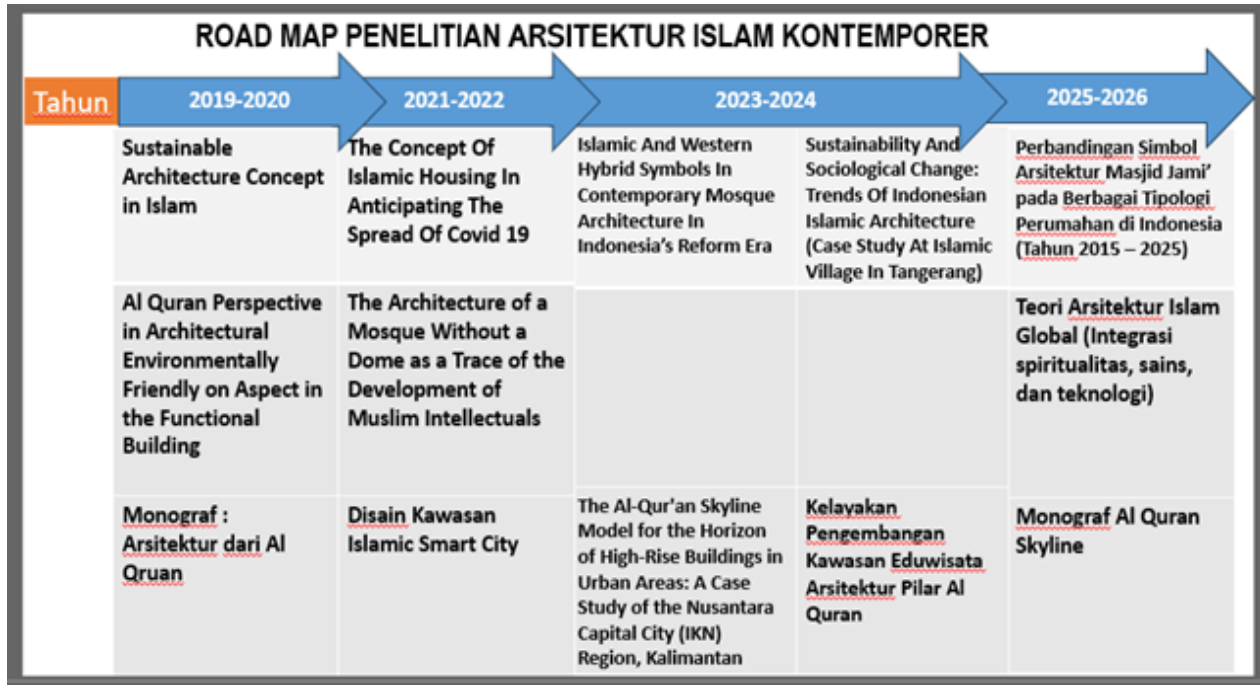 ROAD MAP PENELITIAN ARSITEKTUR ISLAM KONTEMPORER
Tahun
2019-2020
2021-2022
2023-2024
2025-2026
Sustainable
Architecture Concept
in Islam
The Concept Of
Islamic Housing In
Anticipating The
Spread Of Covid 19
Islamic And Western
Hybrid Symbols In
Contemporary Mosque
Architecture In
Indonesia's Reform Era
Sustainability And
Sociological Change:
Trends Of Indonesian
Islamic Architecture
(Case Study At Islamic
Village In Tangerang)
Perbandingan Simbol
Arsitektur Masjid Jami'
pada Berbagai Tipologi
Perumahan di Indonesia
(Tahun 2015 – 2025)
Al Quran Perspective
in Architectural
Environmentally
Friendly on Aspect in
the Functional
Building
The Architecture of a
Mosque Without a
Dome as a Trace of the
Development of
Muslim Intellectuals
Teori Arsitektur Islam
Global (Integrasi
spiritualitas, sains,
dan teknologi)
Monograf :
Arsitektur dari Al
Qruan
Disain Kawasan
Islamic Smart City
The Al-Qur'an Skyline
Model for the Horizon
of High-Rise Buildings in
Urban Areas: A Case
Study of the Nusantara
Capital City (IKN)
Region, Kalimantan
Kelayakan
Pengembangan
Kawasan Eduwisata
Arsitektur Pilar Al
Quran
Monograf Al Quran
Skyline